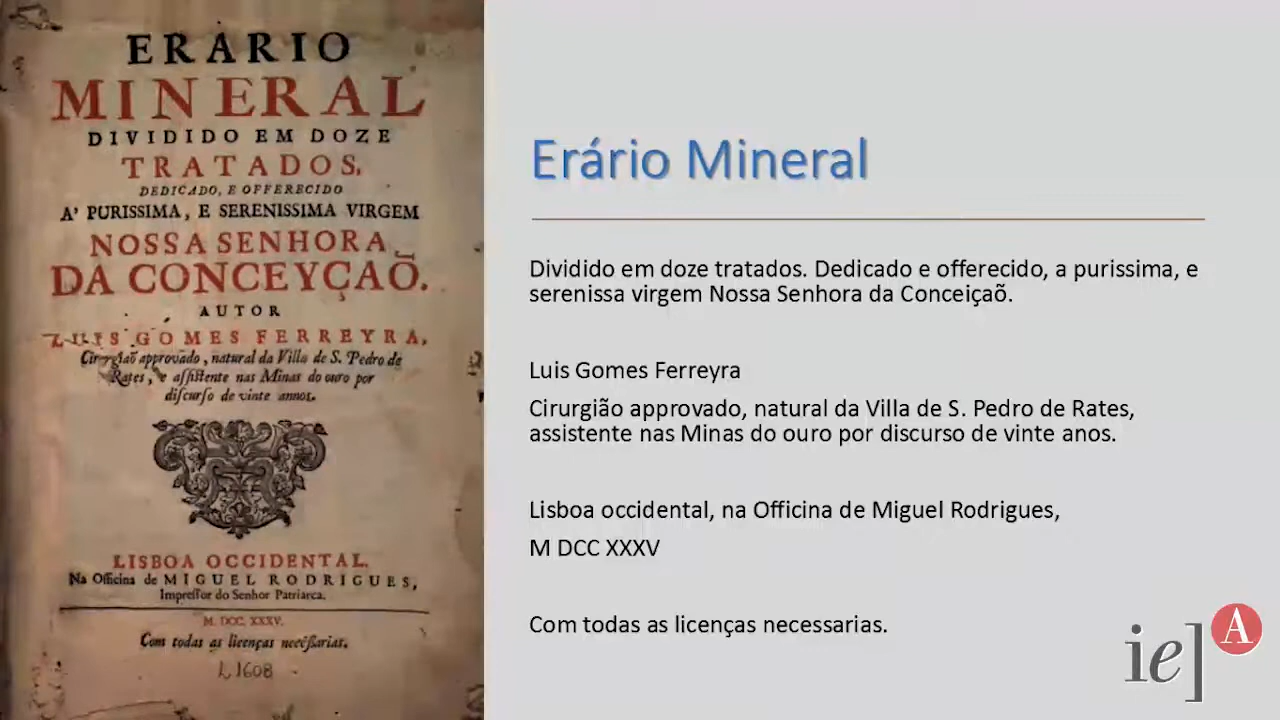 ERARIO
MINERAL
DIVIDIDO EM DOZE
TRATADOS,
DEDICADO, E OFFERECIDO
A' PURISSIMA, E SERENISSIMA VIRGEM
NOSSA SENHORA
DA CONCEYÇAÕ.
AUTOR
LUIS GOMES FERREYRA,
Cirurgiaõ approvado, natural da Villa de S. Pedro de
Rates, e aſſiſtente nas Minas do ouro por
diſcurſo de vinte annos.
LISBOA OCCIDENTAL,
Na Officina de MIGUEL RODRIGUES,
Impreſſor do Senhor Patriarca.
M. DCC. XXXV.
Com todas as licenças neceſſarias.
L 1608
Erário Mineral
Dividido em doze tratados. Dedicado e offerecido, a purissima, e
serenissa virgem Nossa Senhora da Conceiçaõ.
Luis Gomes Ferreyra
Cirurgião approvado, natural da Villa de S. Pedro de Rates,
assistente nas Minas do ouro por discurso de vinte anos.
Lisboa occidental, na Officina de Miguel Rodrigues,
M DCC XXXV
Com todas as licenças necessarias.
ie] A